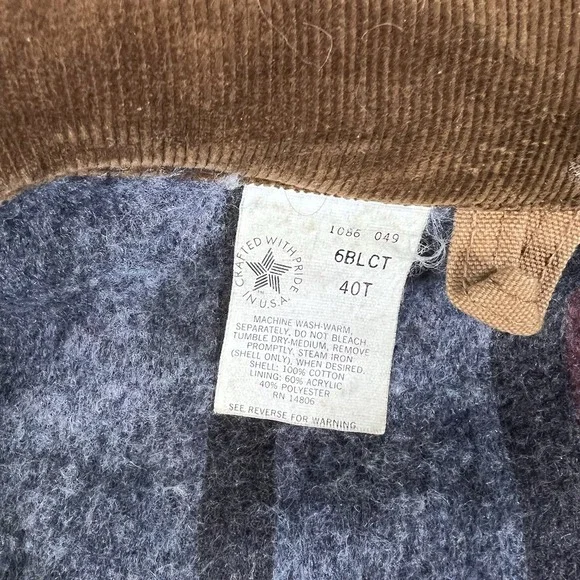 1086 049
6BLCT
40T
CRAFTED WITH PRIDE
IN U.S.A.
MACHINE WASH-WARM,
SEPARATELY, DO NOT BLEACH.
TUMBLE DRY-MEDIUM, REMOVE
PROMPTLY, STEAM IRON
(SHELL ONLY), WHEN DESIRED.
SHELL: 100% COTTON
LINING: 60% ACRYLIC
40% POLYESTER
RN 14806
SEE REVERSE FOR WARNING